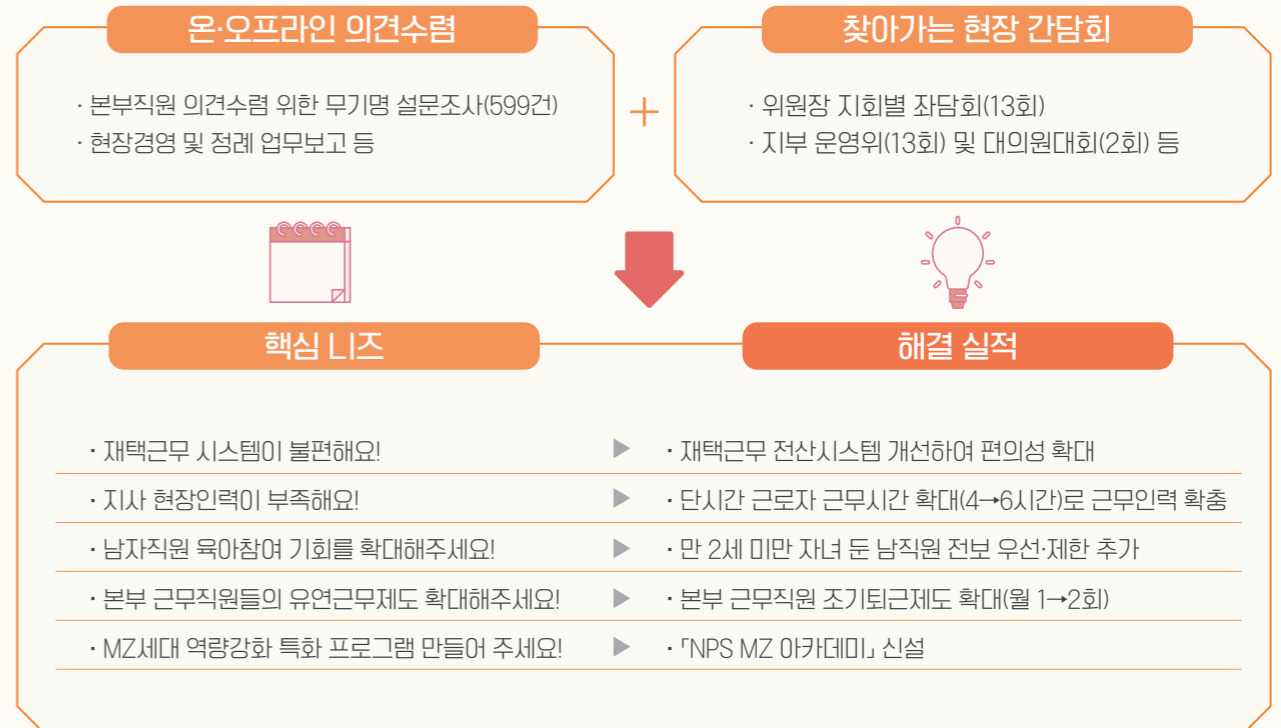 온·오프라인 의견수렴
· 본부직원 의견수렴 위한 무기명 설문조사(599건)
· 현장경영 및 정례 업무보고 등
+
찾아가는 현장 간담회
· 위원장 지회별 좌담회(13회)
· 지부 운영위(13회) 및 대의원대회(2회) 등
핵심 니즈
해결 실적
· 재택근무 시스템이 불편해요! ▶ · 재택근무 전산시스템 개선하여 편의성 확대
· 지사 현장인력이 부족해요! ▶ · 단시간 근로자 근무시간 확대(4→6시간)로 근무인력 확충
· 남자직원 육아참여 기회를 확대해주세요! ▶ · 만 2세 미만 자녀 둔 남직원 전보 우선·제한 추가
· 본부 근무직원들의 유연근무제도 확대해주세요! ▶ · 본부 근무직원 조기퇴근제도 확대(월 1→2회)
· MZ세대 역량강화 특화 프로그램 만들어 주세요! ▶ · 「NPS MZ 아카데미」 신설